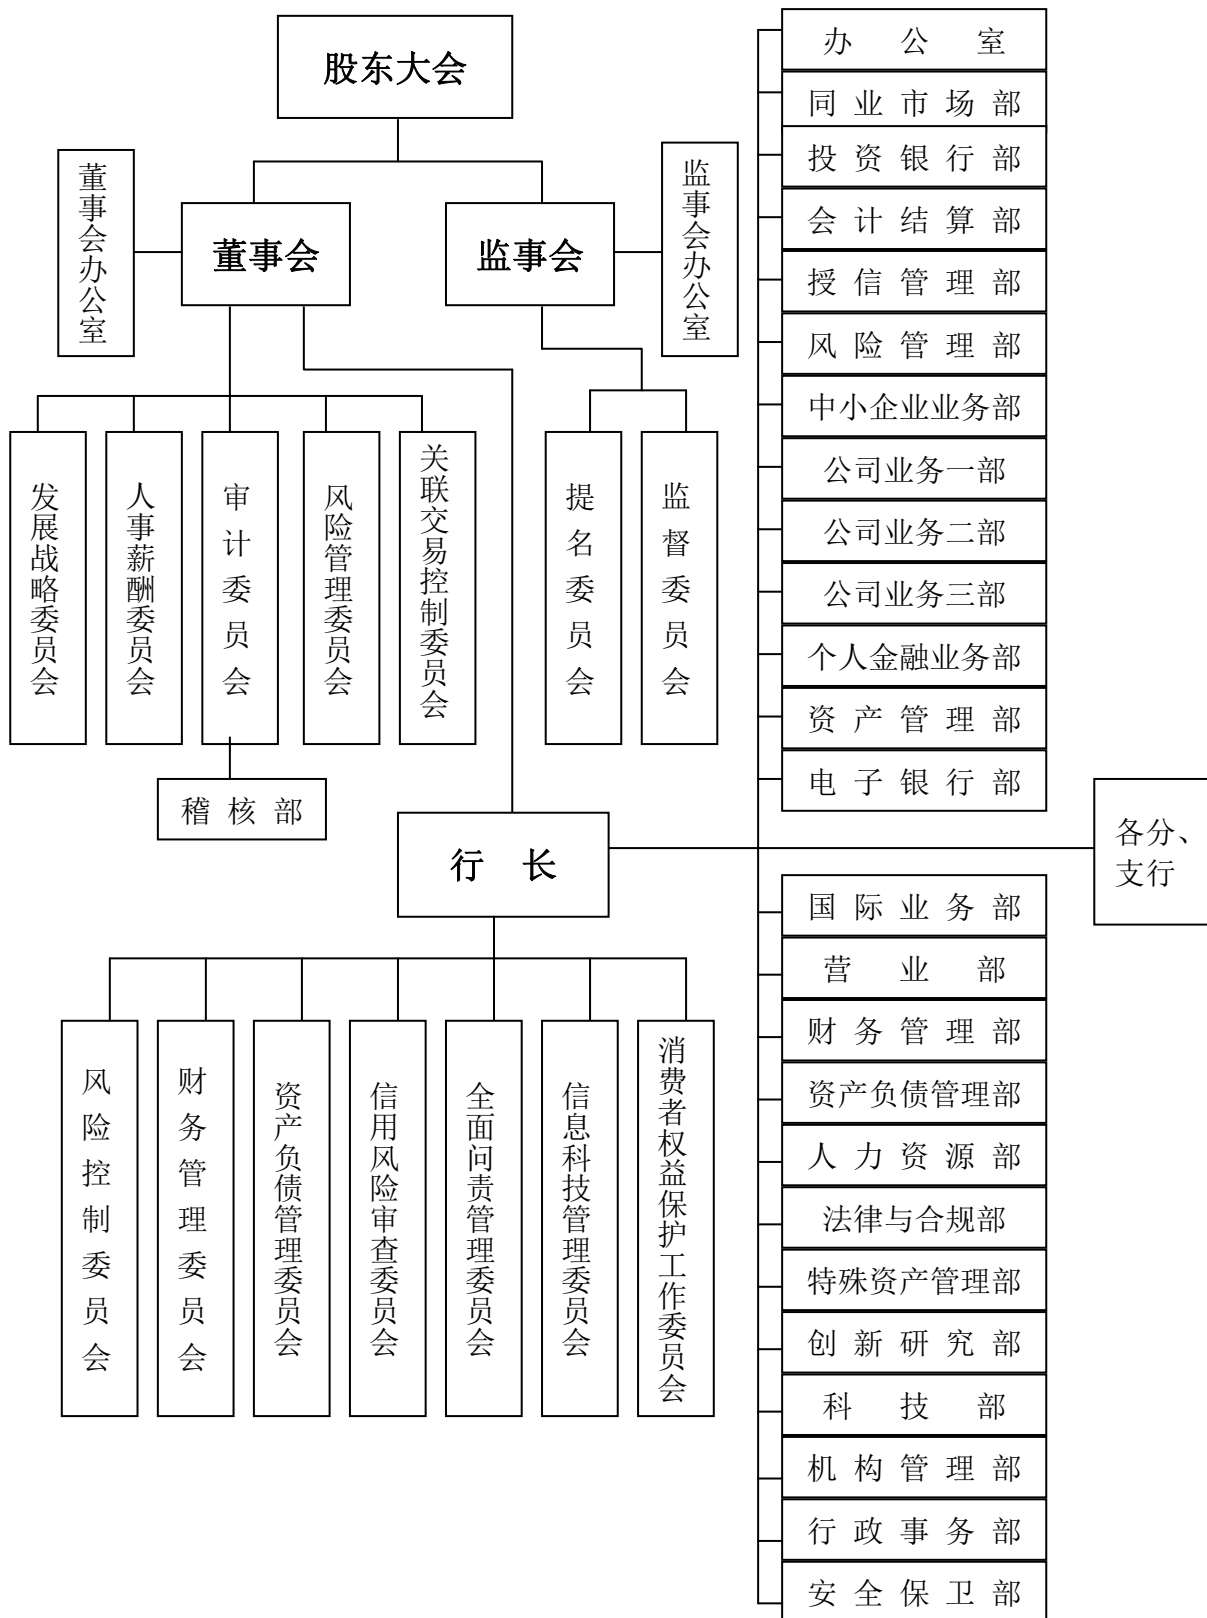 股东大会
董事会办公室
董事会
监事会
监事会办公室
发展战略委员会
人事薪酬委员会
审计委员会
风险管理委员会
关联交易控制委员会
提名委员会
监督委员会
稽核部
行 长
风险控制委员会
财务管理委员会
资产负债管理委员会
信用风险审查委员会
全面问责管理委员会
信息科技管理委员会
消费者权益保护工作委员会
办公室
同业市场部
投资银行部
会计结算部
授信管理部
风险管理部
中小企业业务部
公司业务一部
公司业务二部
公司业务三部
个人金融业务部
资产管理部
电子银行部
各分、
支行
国际业务部
营业部
财务管理部
资产负债管理部
人力资源部
法律与合规部
特殊资产管理部
创新研究部
科技部
机构管理部
行政事务部
安全保卫部